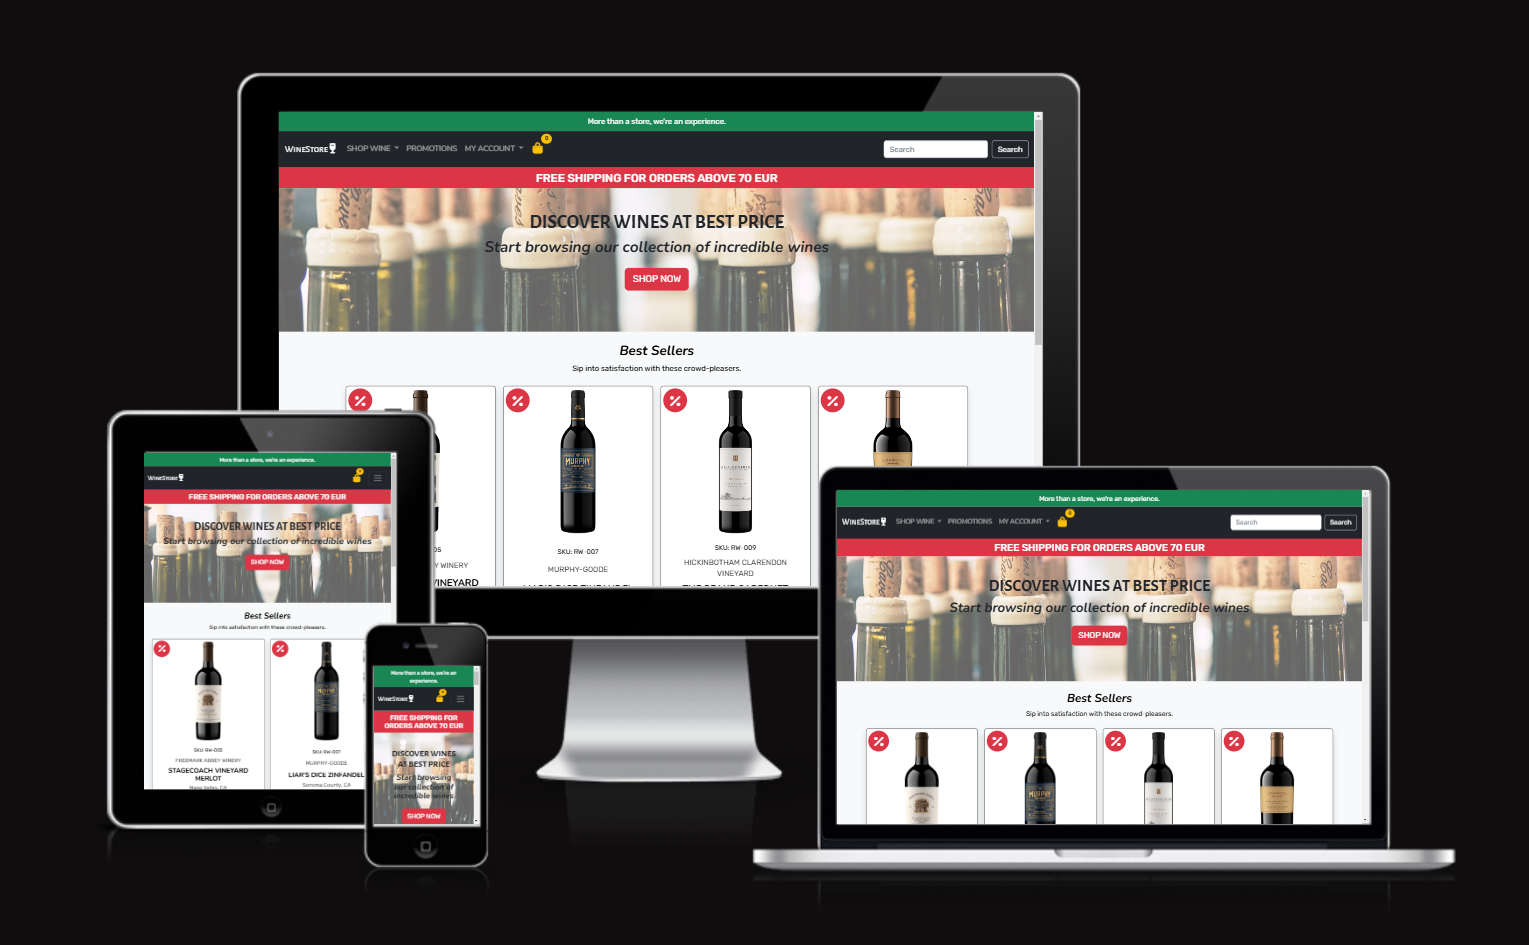 More than a store, we're an experience.
WINESTORE SHOP WINE PROMOTIONS MY ACCOUNT 0 Search Search
FREE SHIPPING FOR ORDERS ABOVE 70 EUR
DISCOVER WINES AT BEST PRICE
Start browsing our collection of incredible wines
SHOP NOW
Best Sellers
Sip into satisfaction with these crowd-pleasers.
MURPHY
05
SKU: RW-007
SKU: RW-009
Y WINERY
MURPHY-GOODE
HICKINBOTHAM CLARENDON
VINEYARD
VINEYARD
More than a store, we're an experience.
WINESTORE
FREE SHIPPING FOR ORDERS ABOVE 70 EUR
DISCOVER WINES AT BEST PRICE
Start browsing our collection of incredible wines
SHOP NOW
Best Sellers
Sip into satisfaction with these crowd-pleasers.
MURPHY
SKU: RW-005
SKU: RW-007
FREEMARK ABBEY WINERY
MURPHY-GOODE
STAGECOACH VINEYARD
MERLOT
LIAR'S DICE ZINFANDEL
Napa Valley, CA
Sonoma County, CA
More than a store, we're an
experience.
WINESTORE
FREE SHIPPING FOR
ORDERS ABOVE 70 EUR
DISCOVER WINES
AT BEST PRICE
Start browsing
our collection of
incredible wines
SHOP NOW
More than a store, we're an experience.
WINESTORE SHOP WINE PROMOTIONS MY ACCOUNT 0 Search Search
FREE SHIPPING FOR ORDERS ABOVE 70 EUR
DISCOVER WINES AT BEST PRICE
Start browsing our collection of incredible wines
SHOP NOW
Best Sellers
Sip into satisfaction with these crowd-pleasers.
MURPHY